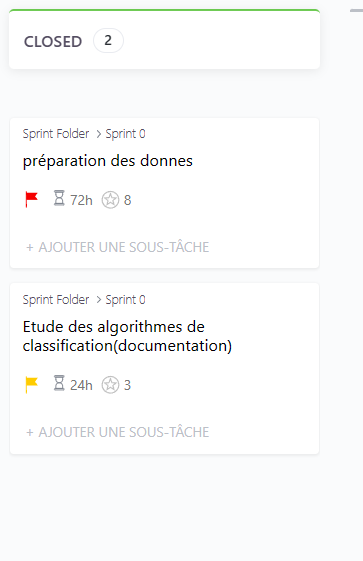 CLOSED 2
Sprint Folder > Sprint 0
préparation des donnes
72h 8
+ AJOUTER UNE SOUS-TÂCHE
Sprint Folder > Sprint 0
Etude des algorithmes de
classification(documentation)
24h 3
+ AJOUTER UNE SOUS-TÂCHE